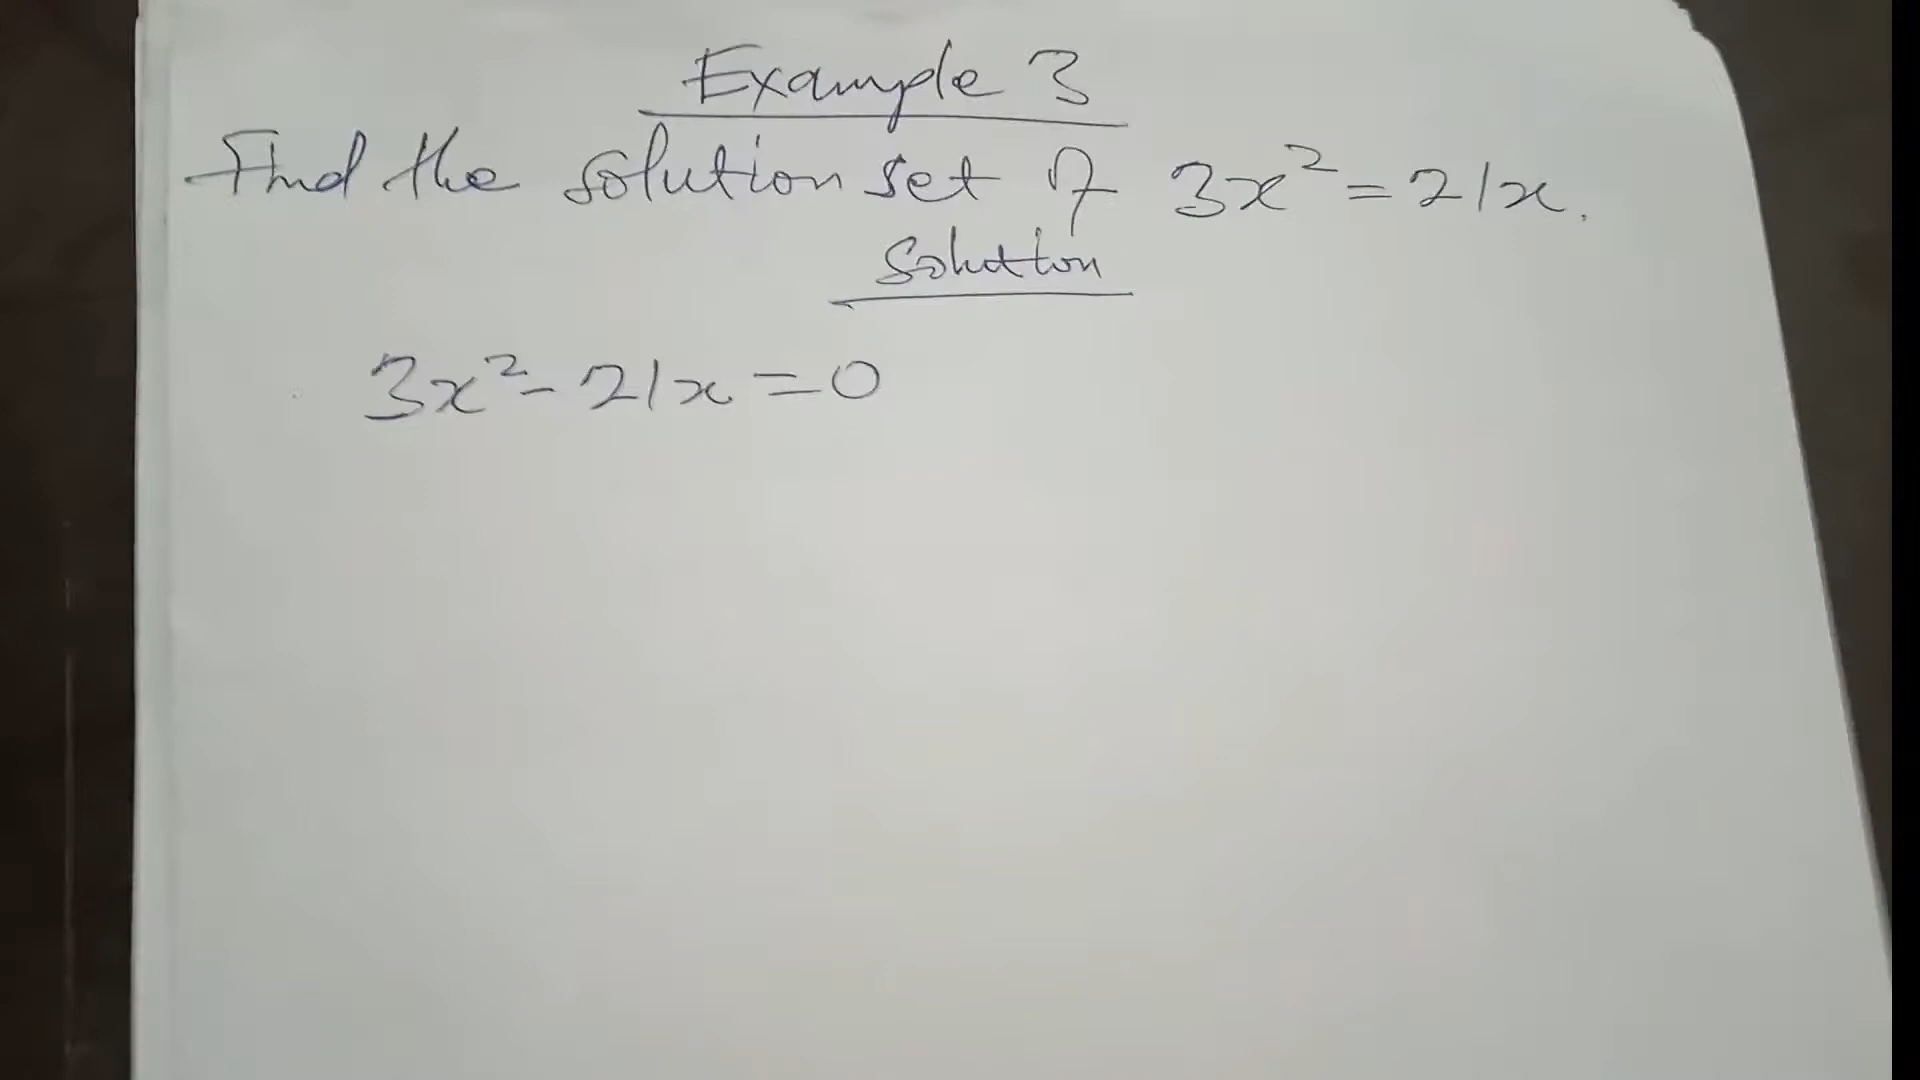 Example 3
Find the solution set of 3x² = 21x.
Solution
3x² - 21x = 0